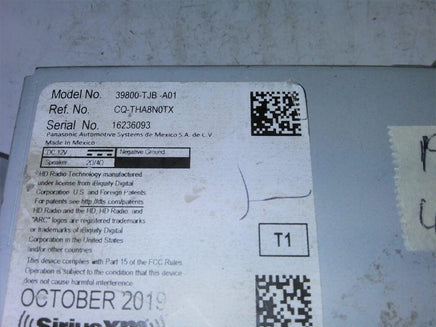 Model No. 39800-TJB -A01
Ref. No. CQ-THA8N0TX
Serial No. 16236093
Panasonic Automotive Systems de Mexico S.A. de C.V
Made In Mexico
DC 12V Negative Ground
Speaker 20/4Ω
HD Radio Technology manufactured
under license from iBiquity Digital
Corporation. U.S. and Foreign Patents.
For patents see http://dts.com/patents
HD Radio and the HD, HD Radio, and
"ARC" logos are registered trademarks
or trademarks of iBiquity Digital
Corporation in the United States
and/or other countries.
T1
This device complies with Part 15 of the FCC Rules
Operation is subject to the condition that this device
does not cause harmful interference.
OCTOBER 2019
SiriusXM